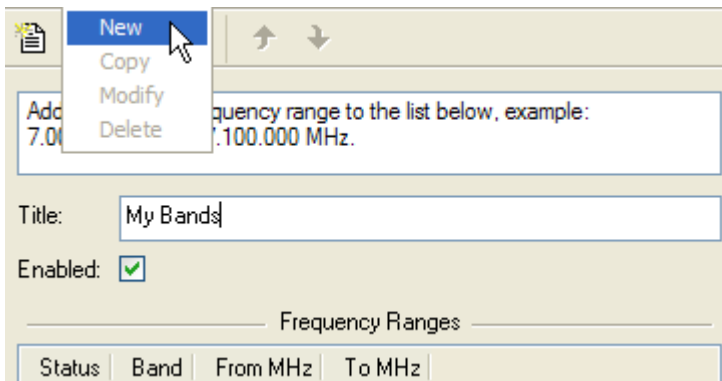 New
Copy
Modify
Delete
Add quency range to the list below, example:
7.00 7.100.000 MHz.
Title: My Bands
Enabled:
Frequency Ranges
Status Band From MHz To MHz